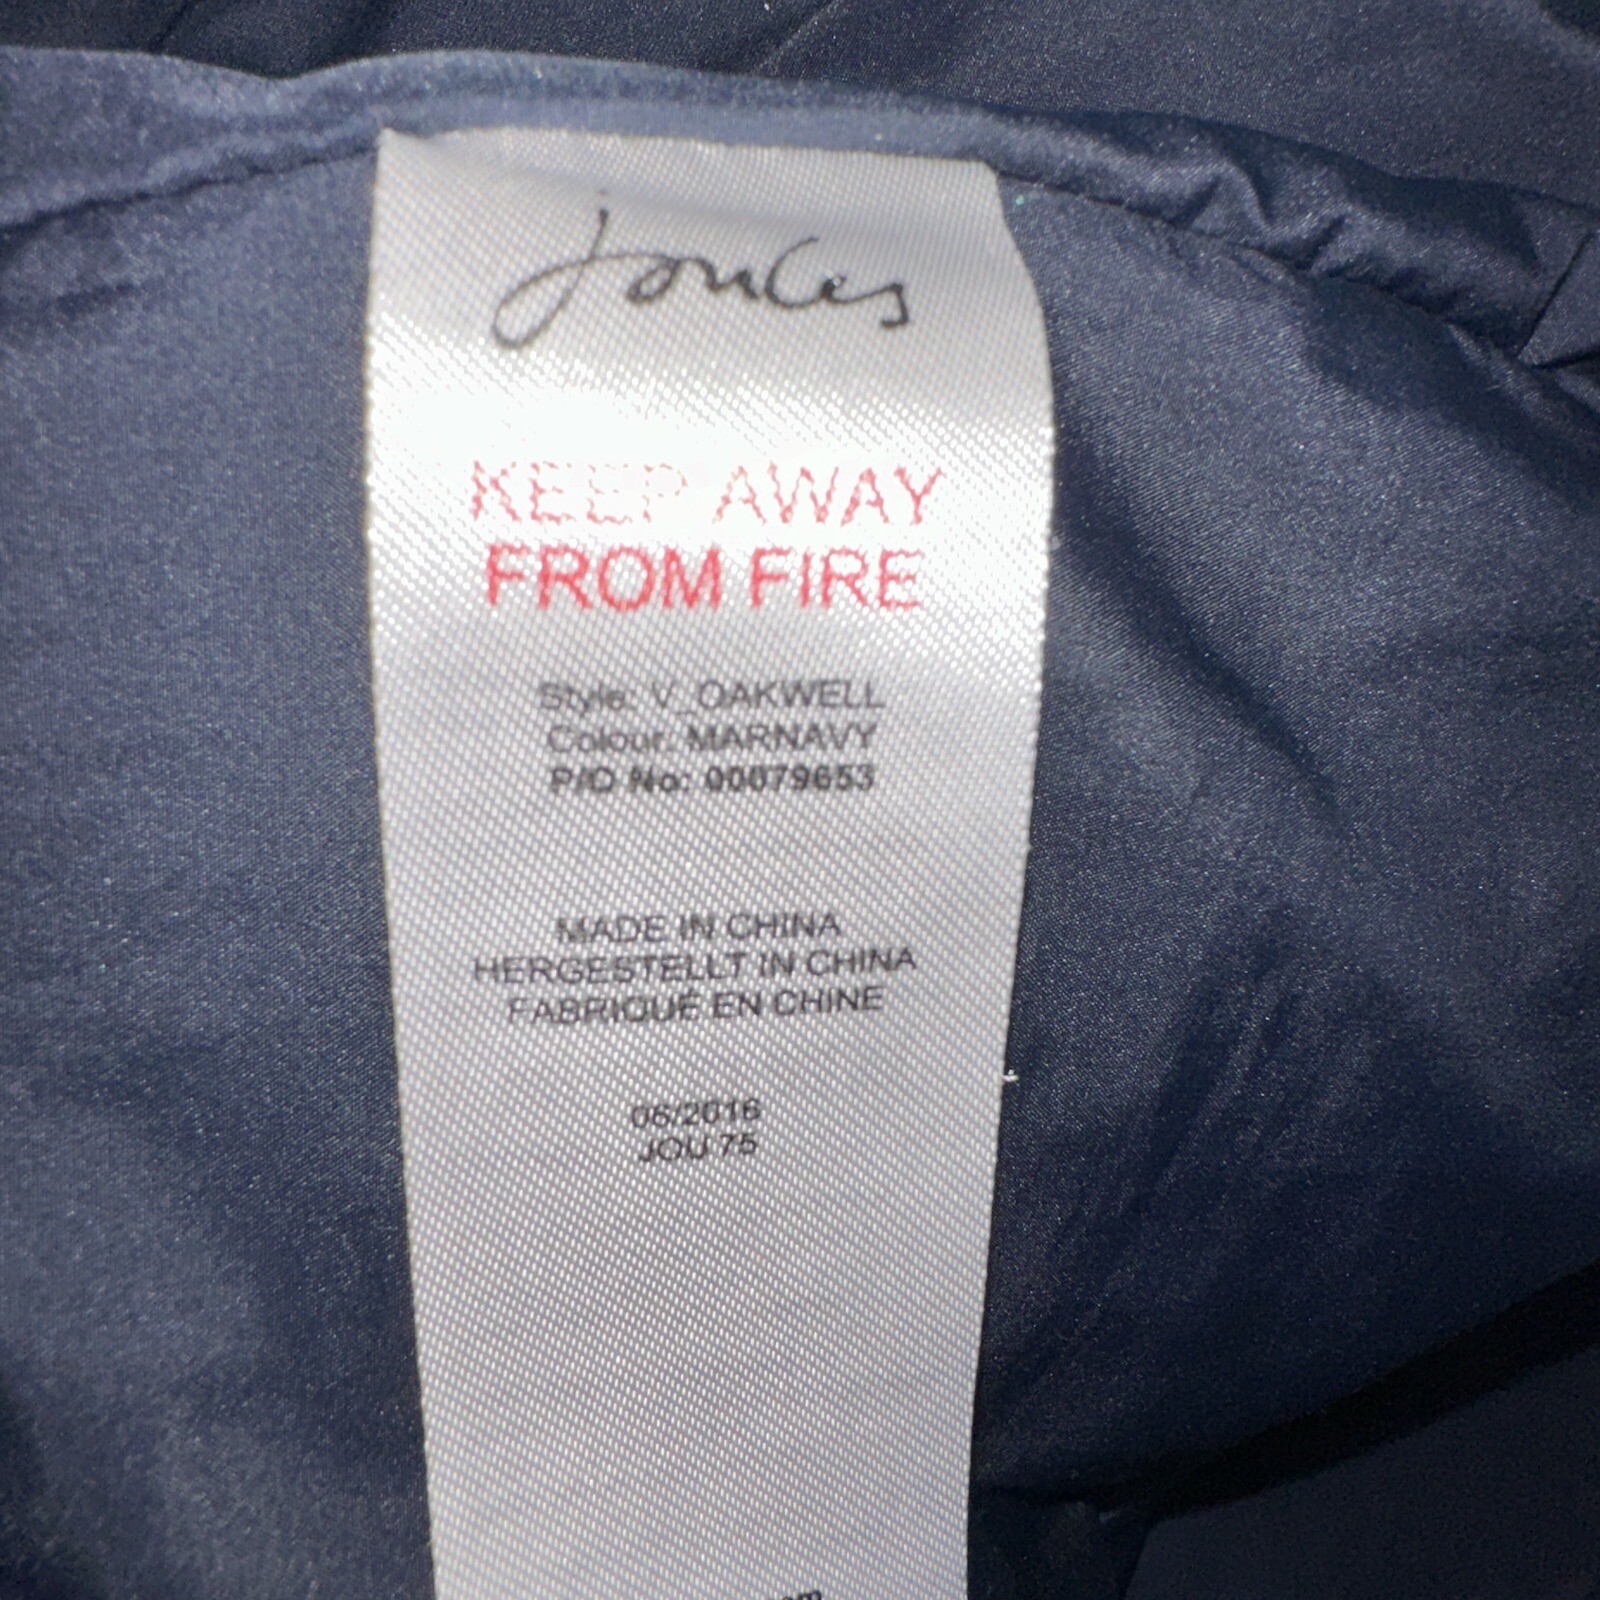 Joules
KEEP AWAY
FROM FIRE
Style: V_OAKWELL
Colour: MARNAVY
P/O No: 00079653
MADE IN CHINA
HERGESTELLT IN CHINA
FABRIQUÉ EN CHINE
06/2016
JOU 75